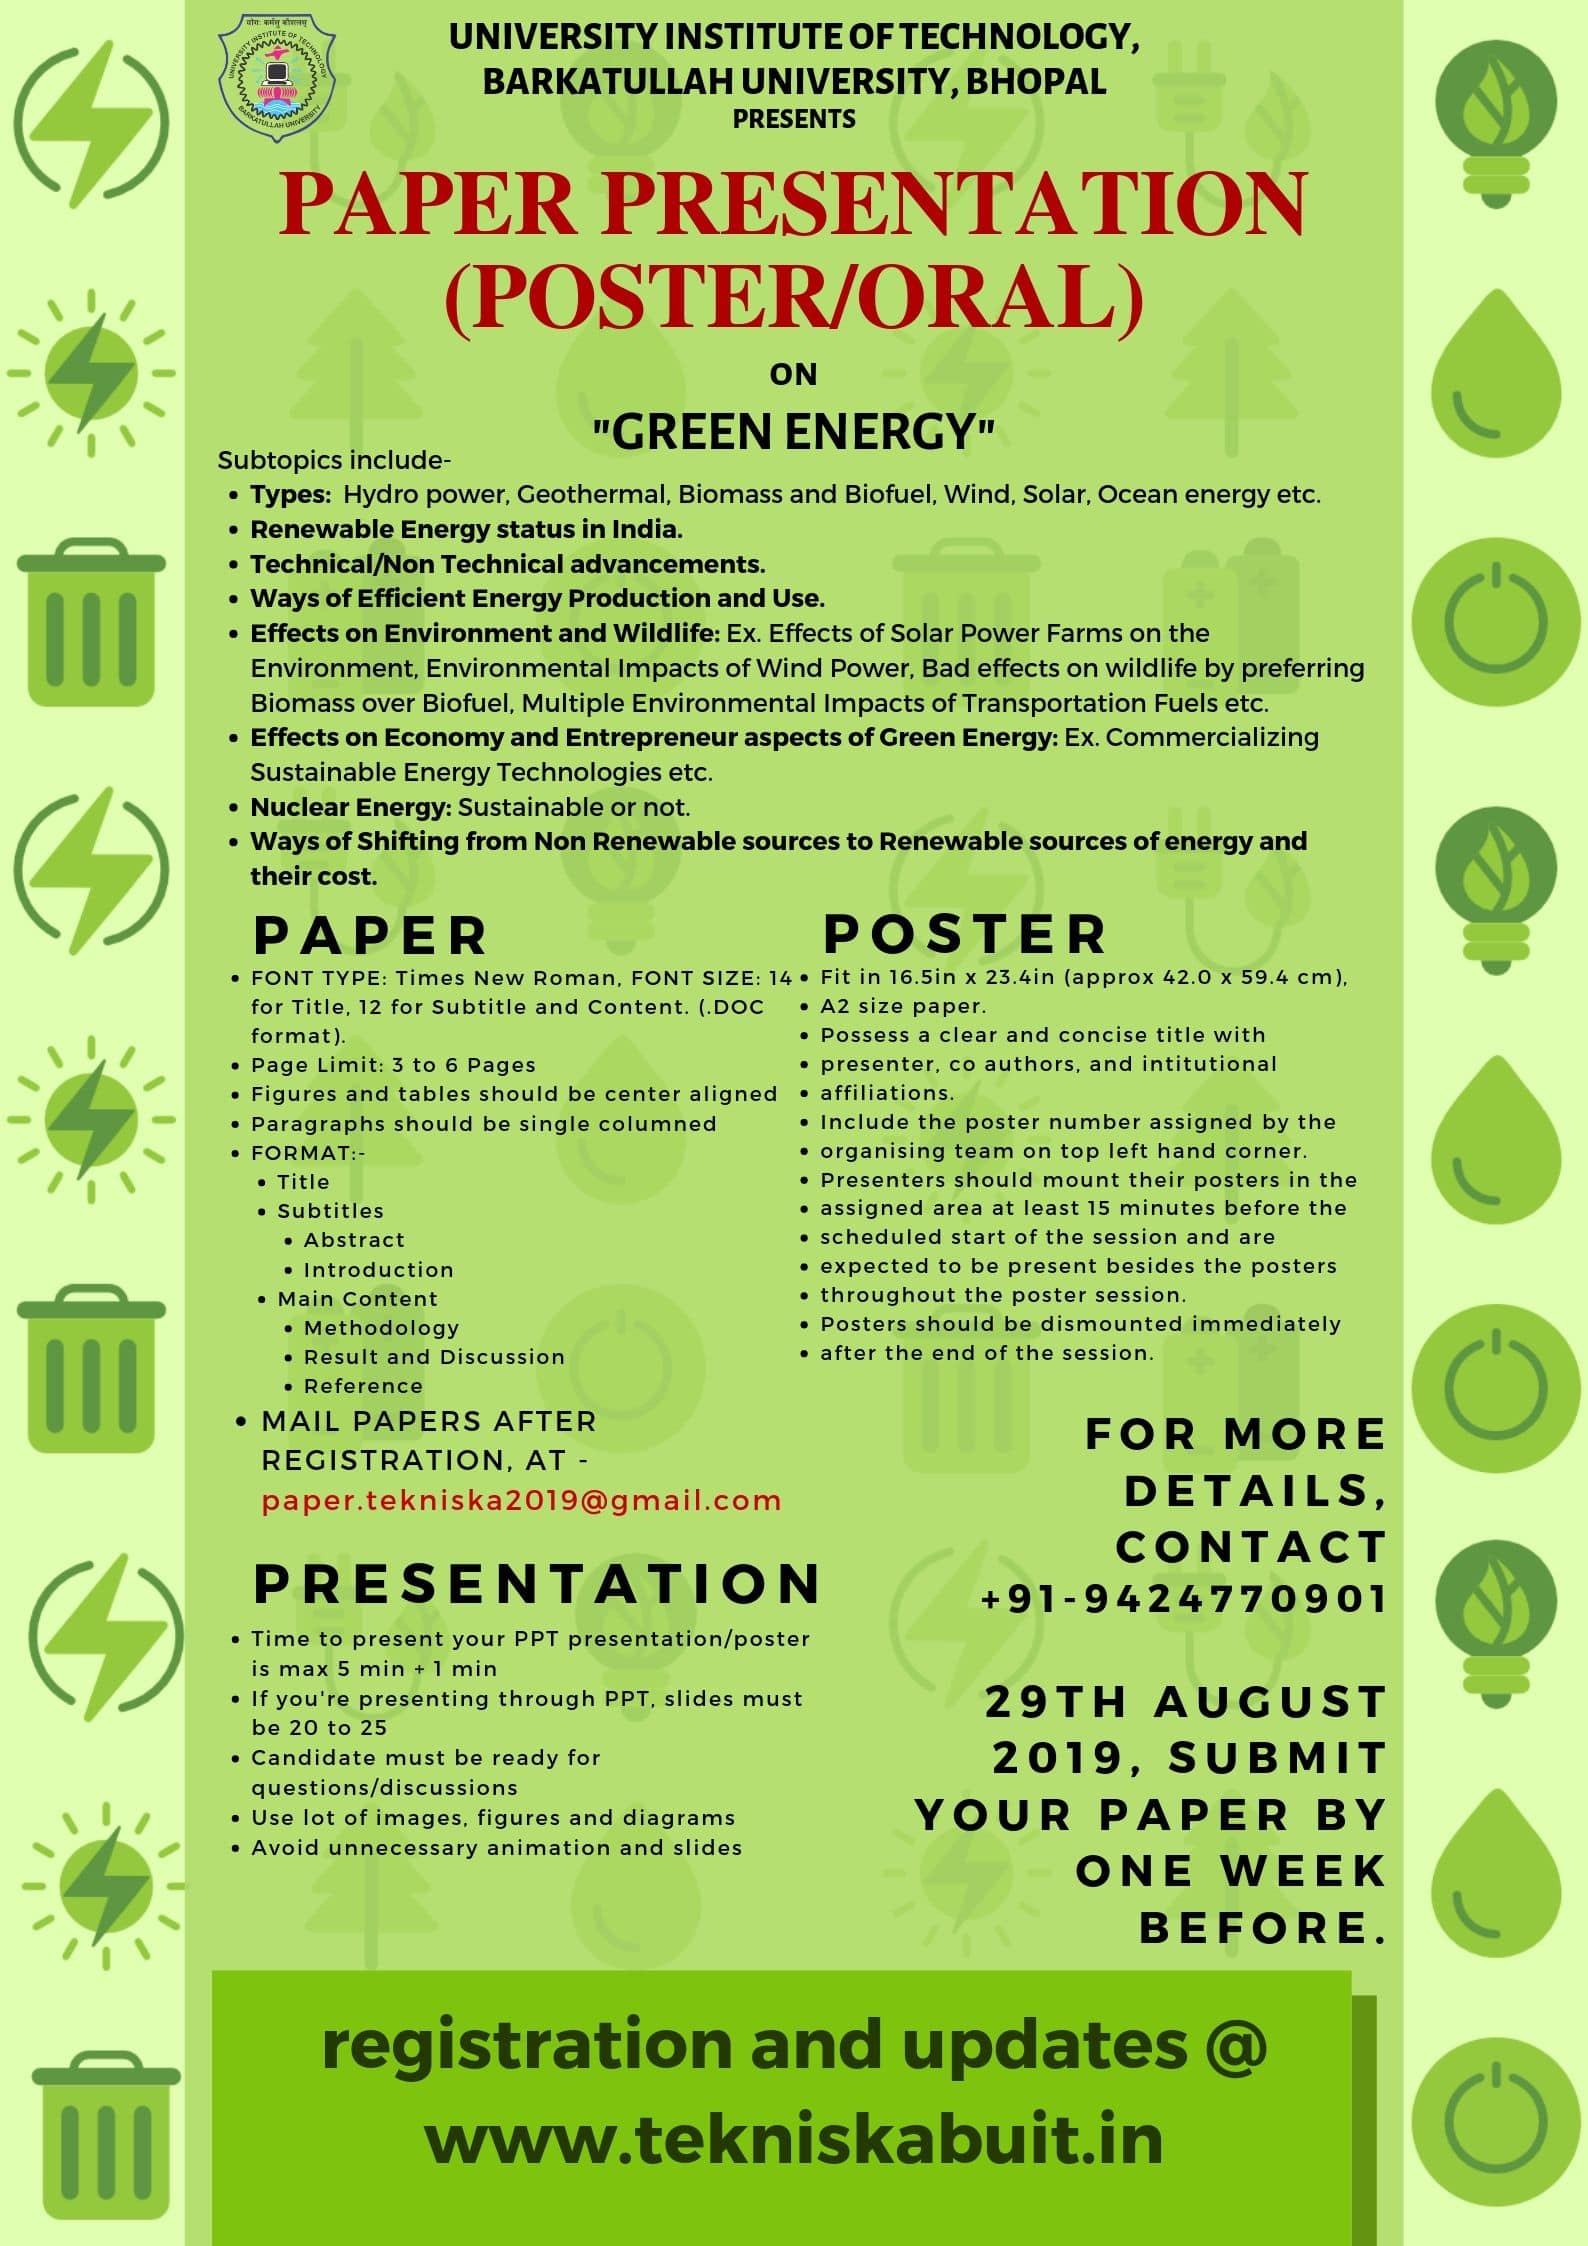 योगः कर्मसु कौशलम्
UNIVERSITY INSTITUTE OF TECHNOLOGY
BARKATULLAH UNIVERSITY
UNIVERSITY INSTITUTE OF TECHNOLOGY,
BARKATULLAH UNIVERSITY, BHOPAL
PRESENTS
PAPER PRESENTATION
(POSTER/ORAL)
ON
"GREEN ENERGY"
Subtopics include-
• Types:  Hydro power, Geothermal, Biomass and Biofuel, Wind, Solar, Ocean energy etc.
• Renewable Energy status in India.
• Technical/Non Technical advancements.
• Ways of Efficient Energy Production and Use.
• Effects on Environment and Wildlife: Ex. Effects of Solar Power Farms on the
Environment, Environmental Impacts of Wind Power, Bad effects on wildlife by preferring
Biomass over Biofuel, Multiple Environmental Impacts of Transportation Fuels etc.
• Effects on Economy and Entrepreneur aspects of Green Energy: Ex. Commercializing
Sustainable Energy Technologies etc.
• Nuclear Energy: Sustainable or not.
• Ways of Shifting from Non Renewable sources to Renewable sources of energy and
their cost.
PAPER
• FONT TYPE: Times New Roman, FONT SIZE: 14
for Title, 12 for Subtitle and Content. (.DOC
format).
• Page Limit: 3 to 6 Pages
• Figures and tables should be center aligned
• Paragraphs should be single columned
• FORMAT:-
• Title
• Subtitles
• Abstract
• Introduction
• Main Content
• Methodology
• Result and Discussion
• Reference
• MAIL PAPERS AFTER
REGISTRATION, AT -
paper.tekniska2019@gmail.com
POSTER
• Fit in 16.5in x 23.4in (approx 42.0 x 59.4 cm),
• A2 size paper.
• Possess a clear and concise title with
• presenter, co authors, and intitutional
• affiliations.
• Include the poster number assigned by the
• organising team on top left hand corner.
• Presenters should mount their posters in the
• assigned area at least 15 minutes before the
• scheduled start of the session and are
• expected to be present besides the posters
• throughout the poster session.
• Posters should be dismounted immediately
• after the end of the session.
PRESENTATION
• Time to present your PPT presentation/poster
is max 5 min + 1 min
• If you're presenting through PPT, slides must
be 20 to 25
• Candidate must be ready for
questions/discussions
• Use lot of images, figures and diagrams
• Avoid unnecessary animation and slides
FOR MORE
DETAILS,
CONTACT
+91-9424770901
29TH AUGUST
2019, SUBMIT
YOUR PAPER BY
ONE WEEK
BEFORE.
registration and updates @
www.tekniskabuit.in